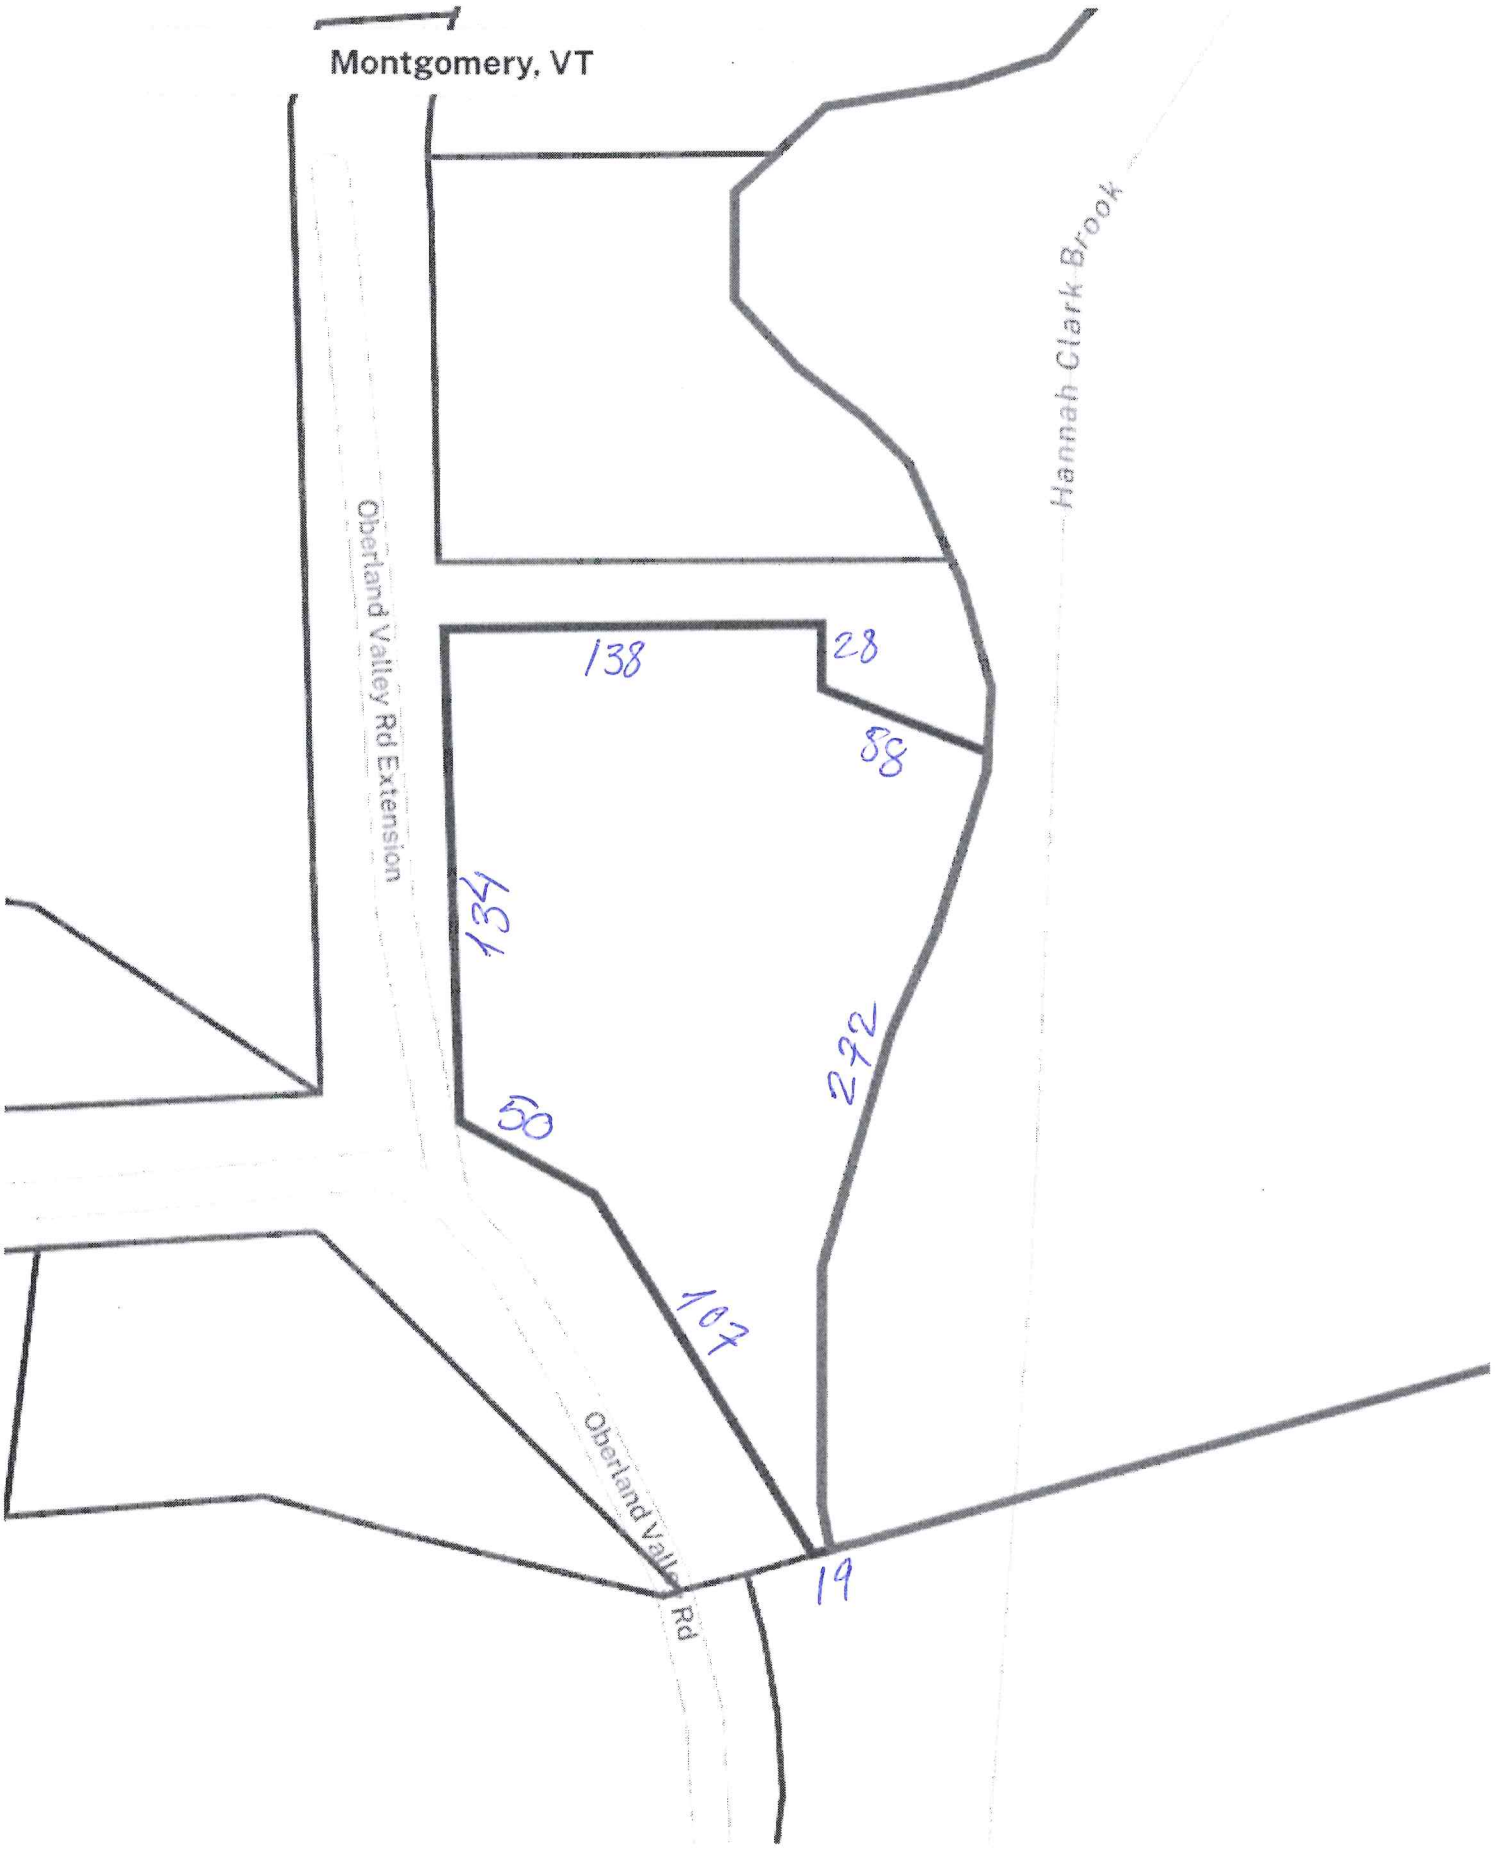 Montgomery, VT
Hannah Clark Brook
Oberland Valley Rd Extension
138
28
58
134
272
50
107
Oberland Valley Rd
19